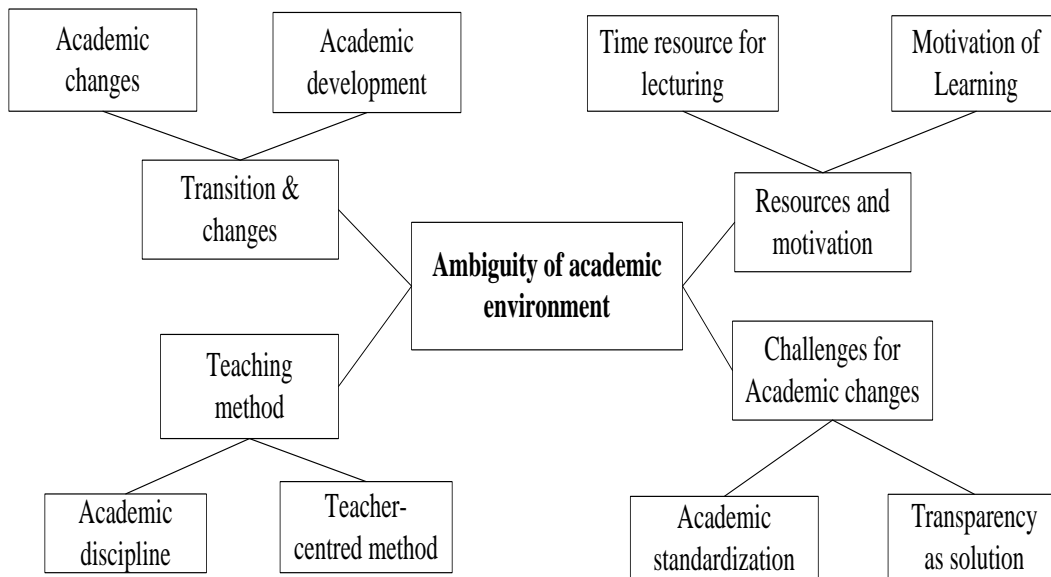 Academic
changes
Academic
development
Time resource for
lecturing
Motivation of
Learning
Transition &
changes
Resources and
motivation
Ambiguity of academic
environment
Teaching
method
Challenges for
Academic changes
Academic
discipline
Teacher-
centred method
Academic
standardization
Transparency
as solution